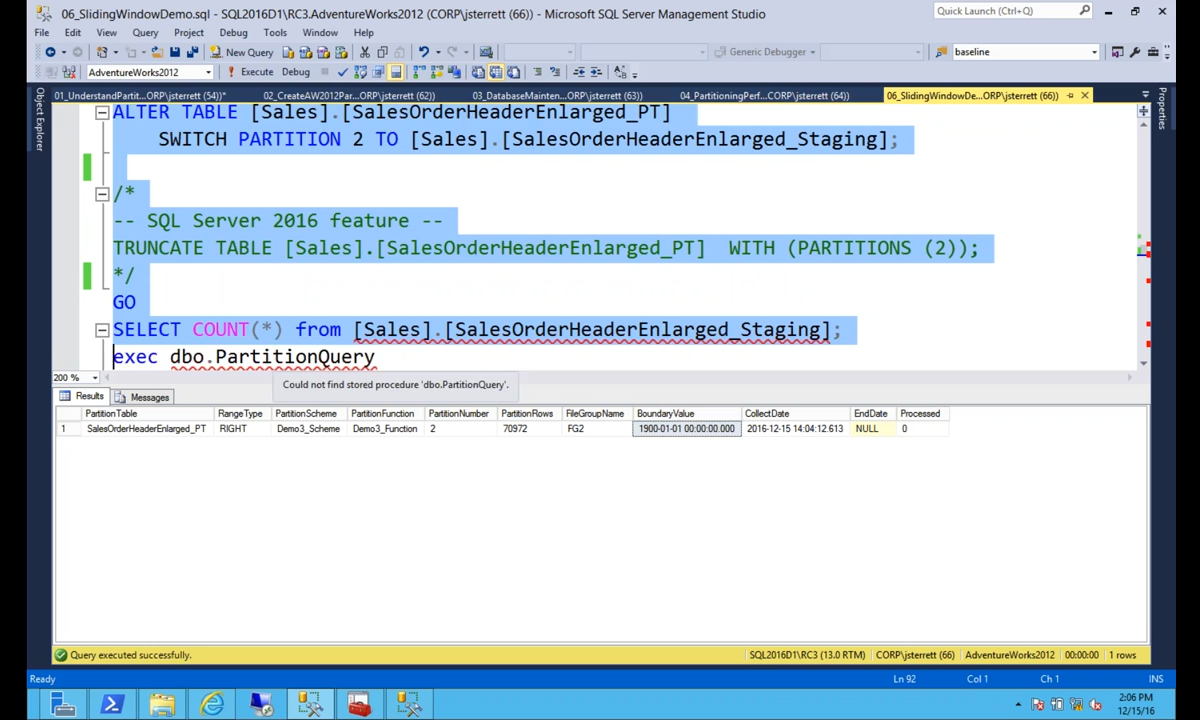 06_SlidingWindowDemo.sql - SQL2016D1\RC3.AdventureWorks2012 (CORP\jsterrett (66)) - Microsoft SQL Server Management Studio
Quick Launch (Ctrl+Q)
File Edit View Query Project Debug Tools Window Help
New Query
Generic Debugger
baseline
AdventureWorks2012
Execute Debug
01_UnderstandPartit...ORP\jsterrett (54))* 02_CreateAW2012Par...ORP\jsterrett (62)) 03_DatabaseMainten...ORP\jsterrett (63)) 04_PartitioningPerf...CORP\jsterrett (64)) 06_SlidingWindowDe...ORP\jsterrett (66))
Object Explorer
Properties
ALTER TABLE [Sales].[SalesOrderHeaderEnlarged_PT]
SWITCH PARTITION 2 TO [Sales].[SalesOrderHeaderEnlarged_Staging];
/*
-- SQL Server 2016 feature --
TRUNCATE TABLE [Sales].[SalesOrderHeaderEnlarged_PT] WITH (PARTITIONS (2));
*/
GO
SELECT COUNT(*) from [Sales].[SalesOrderHeaderEnlarged_Staging];
exec dbo.PartitionQuery
200 %
Could not find stored procedure 'dbo.PartitionQuery'.
Results Messages
PartitionTable RangeType PartitionScheme PartitionFunction PartitionNumber PartitionRows FileGroupName BoundaryValue CollectDate EndDate Processed
1 SalesOrderHeaderEnlarged_PT RIGHT Demo3_Scheme Demo3_Function 2 70972 FG2 1900-01-01 00:00:00.000 2016-12-15 14:04:12.613 NULL 0
Query executed successfully.
SQL2016D1\RC3 (13.0 RTM) CORP\jsterrett (66) AdventureWorks2012 00:00:00 1 rows
Ready
Ln 92 Col 1 Ch 1 INS
2:06 PM
12/15/16